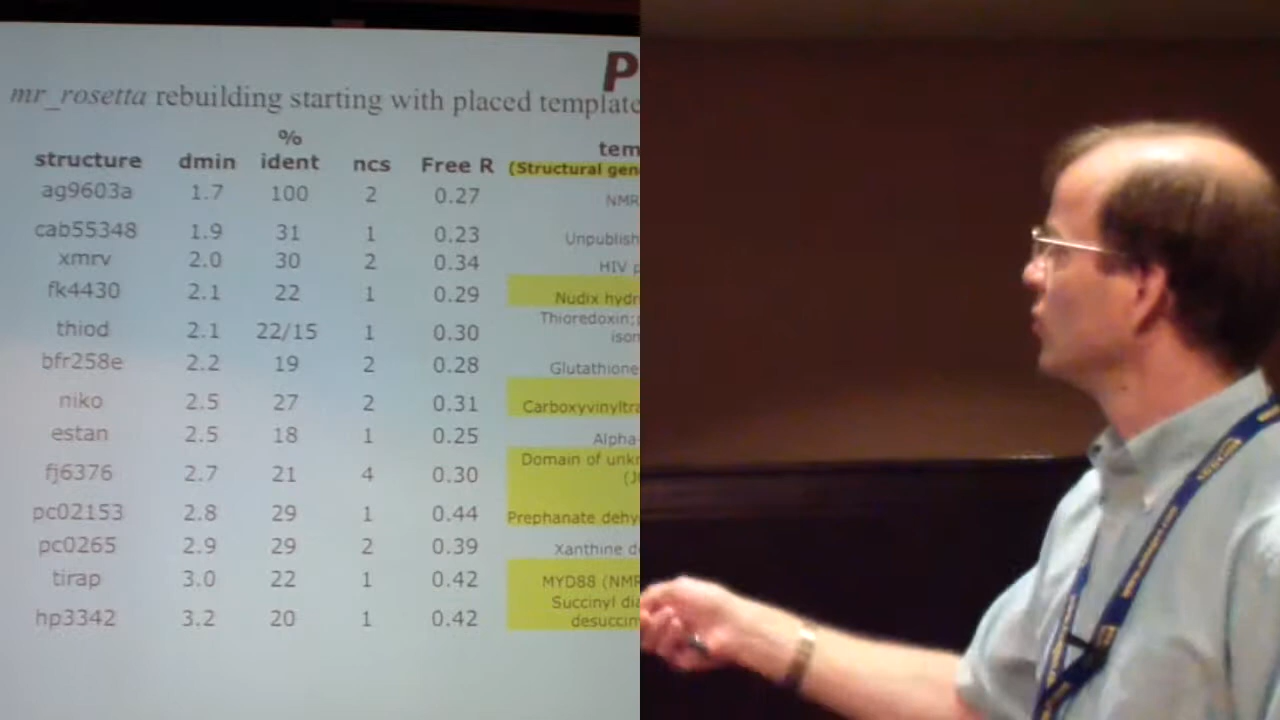 P
mr_rosetta rebuilding starting with placed template
structure dmin % ident ncs Free R tem
(Structural gen
ag9603a 1.7 100 2 0.27 NMR
cab55348 1.9 31 1 0.23 Unpublish
xmrv 2.0 30 2 0.34 HIV p
fk4430 2.1 22 1 0.29 Nudix hydr
thiod 2.1 22/15 1 0.30 Thioredoxin;
ison
bfr258e 2.2 19 2 0.28 Glutathione
niko 2.5 27 2 0.31 Carboxyvinyltra
estan 2.5 18 1 0.25 Alpha-
fj6376 2.7 21 4 0.30 Domain of unk
(J
pc02153 2.8 29 1 0.44 Prephanate dehy
pc0265 2.9 29 2 0.39 Xanthine d
tirap 3.0 22 1 0.42 MYD88 (NMR
hp3342 3.2 20 1 0.42 Succinyl dia
desuccin